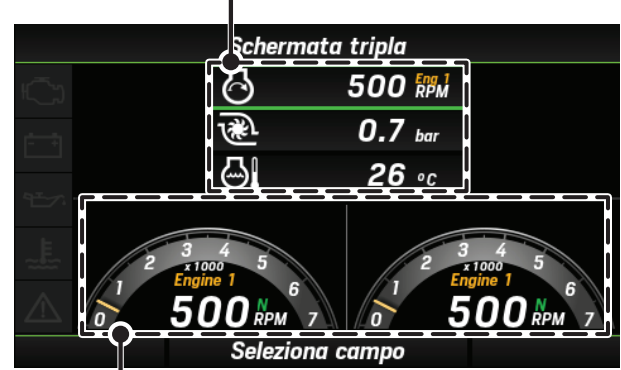 Schermata tripla
500 Eng 1 RPM
0.7 bar
26 °C
0 1 2 3 4 5 6 7
x 1000
Engine 1
500 N RPM
0 1 2 3 4 5 6 7
x 1000
Engine 1
500 N RPM
Seleziona campo